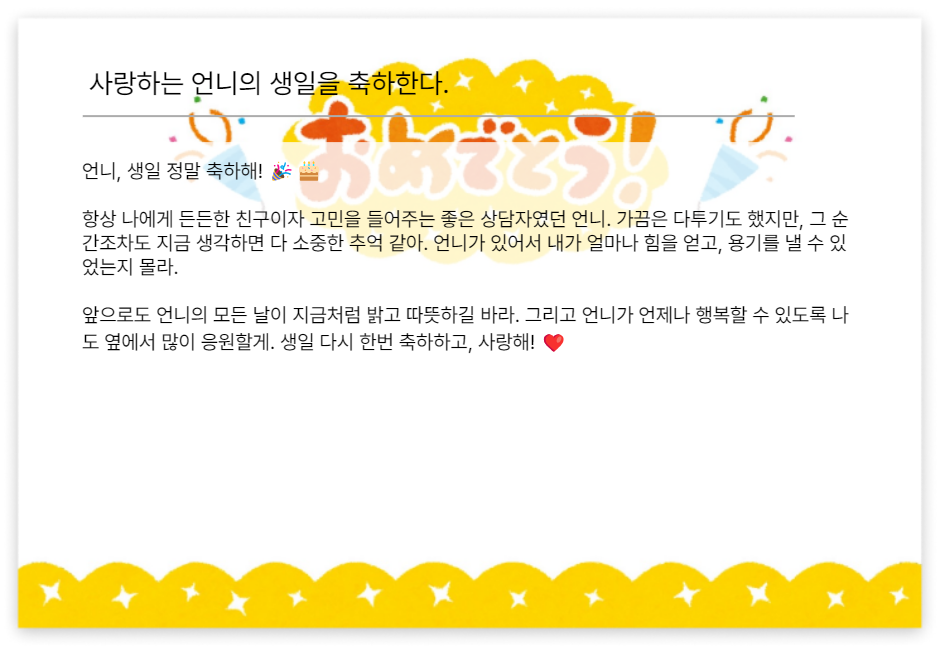 사랑하는 언니의 생일을 축하한다.
おめでとう!
언니, 생일 정말 축하해! 🎉 🎂
항상 나에게 든든한 친구이자 고민을 들어주는 좋은 상담자였던 언니. 가끔은 다투기도 했지만, 그 순
간조차도 지금 생각하면 다 소중한 추억 같아. 언니가 있어서 내가 얼마나 힘을 얻고, 용기를 낼 수 있
었는지 몰라.
앞으로도 언니의 모든 날이 지금처럼 밝고 따뜻하길 바라. 그리고 언니가 언제나 행복할 수 있도록 나
도 옆에서 많이 응원할게. 생일 다시 한번 축하하고, 사랑해! ❤️